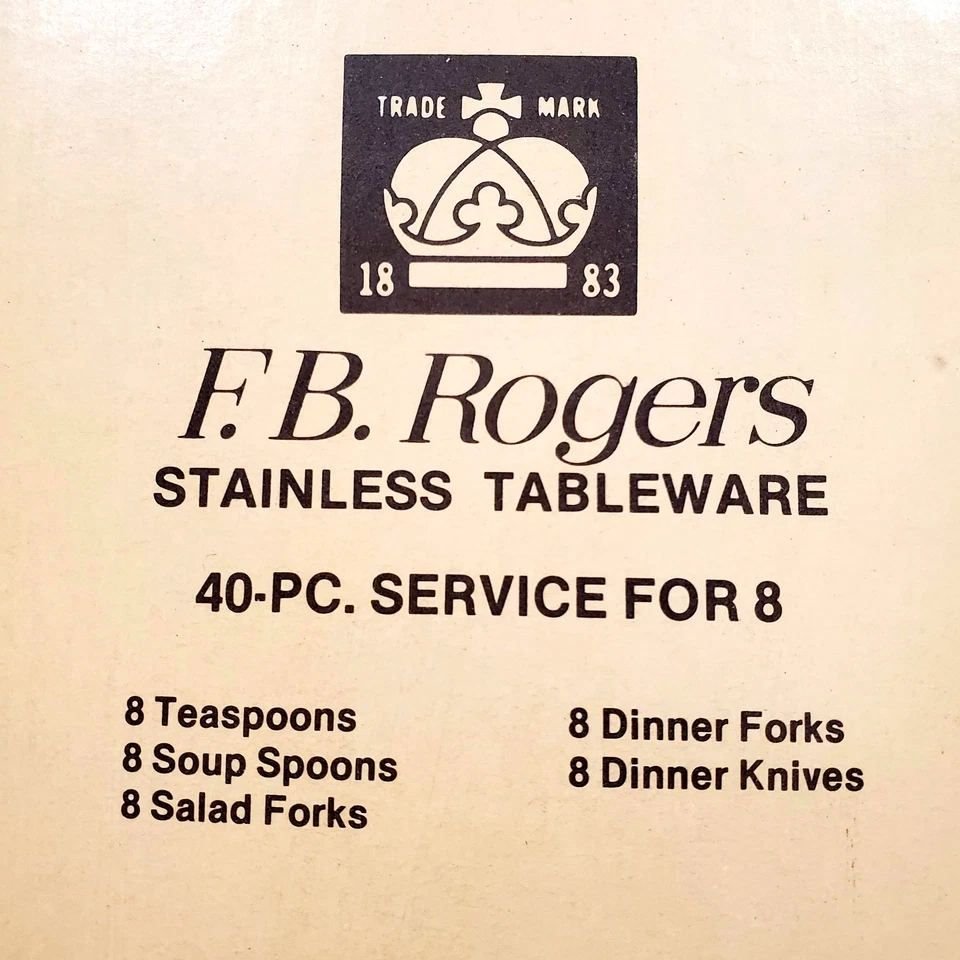 TRADE MARK
18 83
F.B. Rogers
STAINLESS TABLEWARE
40-PC. SERVICE FOR 8
8 Teaspoons
8 Soup Spoons
8 Salad Forks
8 Dinner Forks
8 Dinner Knives